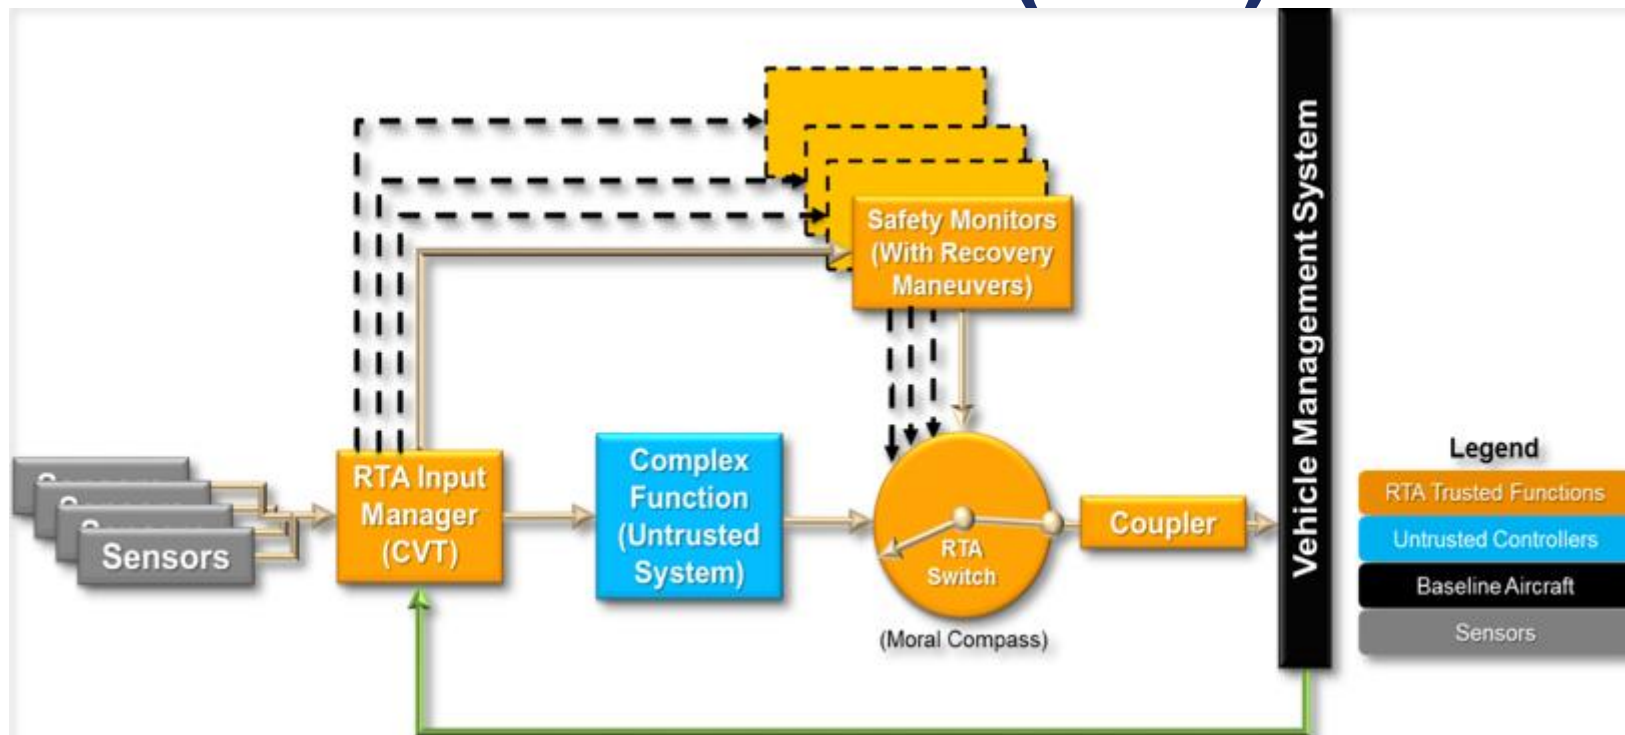 Safety Monitors
(With Recovery
Maneuvers)
Vehicle Management System
Sensors
RTA Input
Manager
(CVT)
Complex
Function
(Untrusted
System)
RTA
Switch
(Moral Compass)
Coupler
Legend
RTA Trusted Functions
Untrusted Controllers
Baseline Aircraft
Sensors